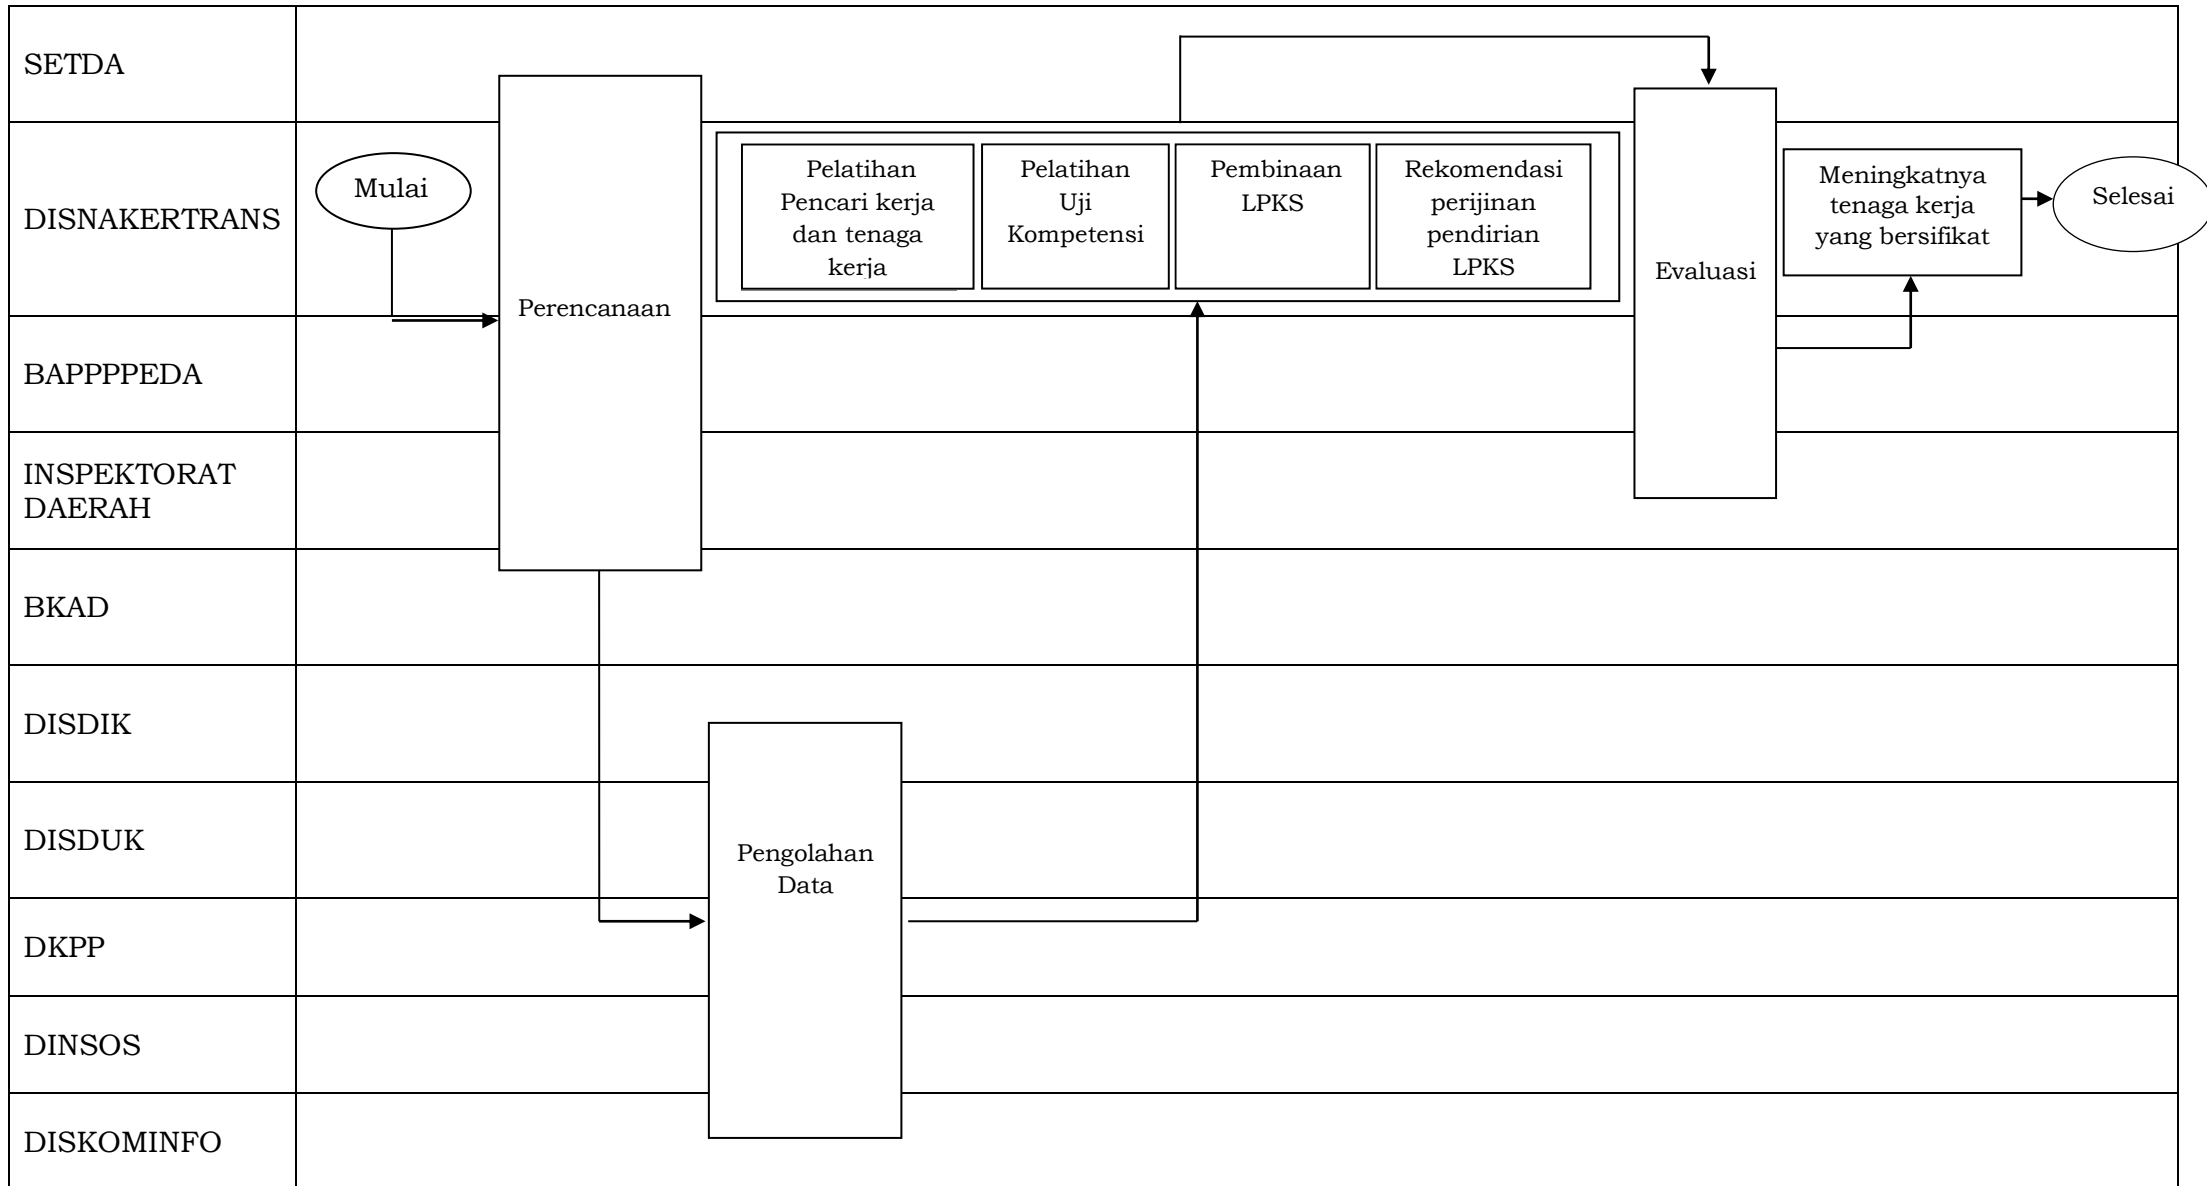 SETDA
DISNAKERTRANS
Mulai
Perencanaan
Pelatihan
Pencari kerja
dan tenaga
kerja
Pelatihan
Uji
Kompetensi
Pembinaan
LPKS
Rekomendasi
perijinan
pendirian
LPKS
Evaluasi
Meningkatnya
tenaga kerja
yang bersifikat
Selesai
BAPPPPEDA
INSPEKTORAT
DAERAH
BKAD
DISDIK
DISDUK
Pengolahan
Data
DKPP
DINSOS
DISKOMINFO